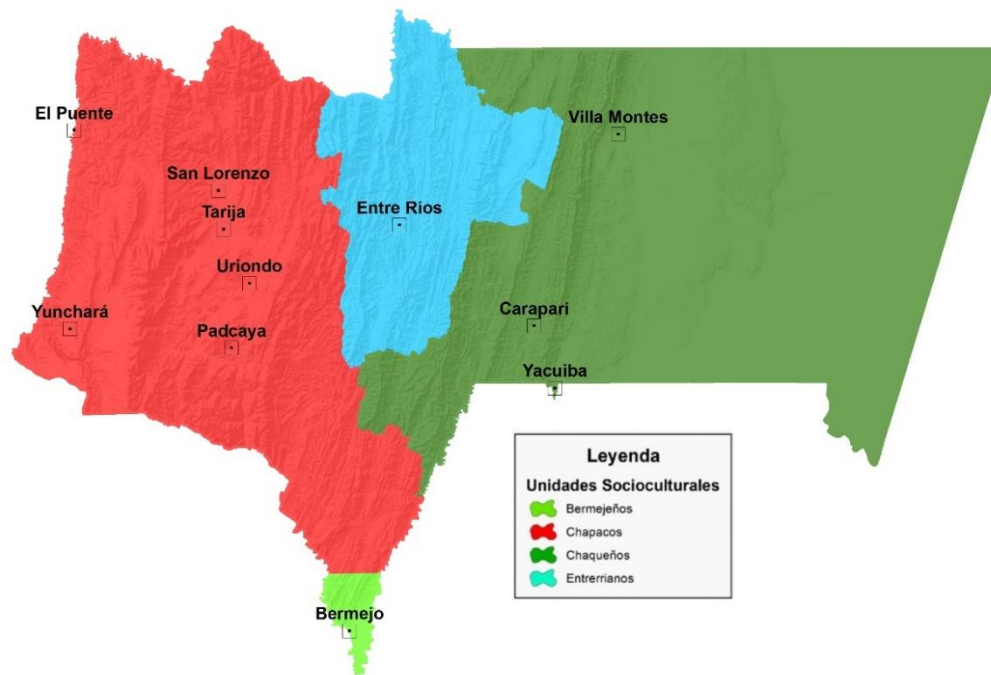 El Puente
Villa Montes
San Lorenzo
Tarija
Entre Ríos
Uriondo
Yunchará
Padcaya
Caraparí
Yacuiba
Leyenda
Unidades Socioculturales
Bermejeños
Chapacos
Chaqueños
Entrerrianos
Bermejo